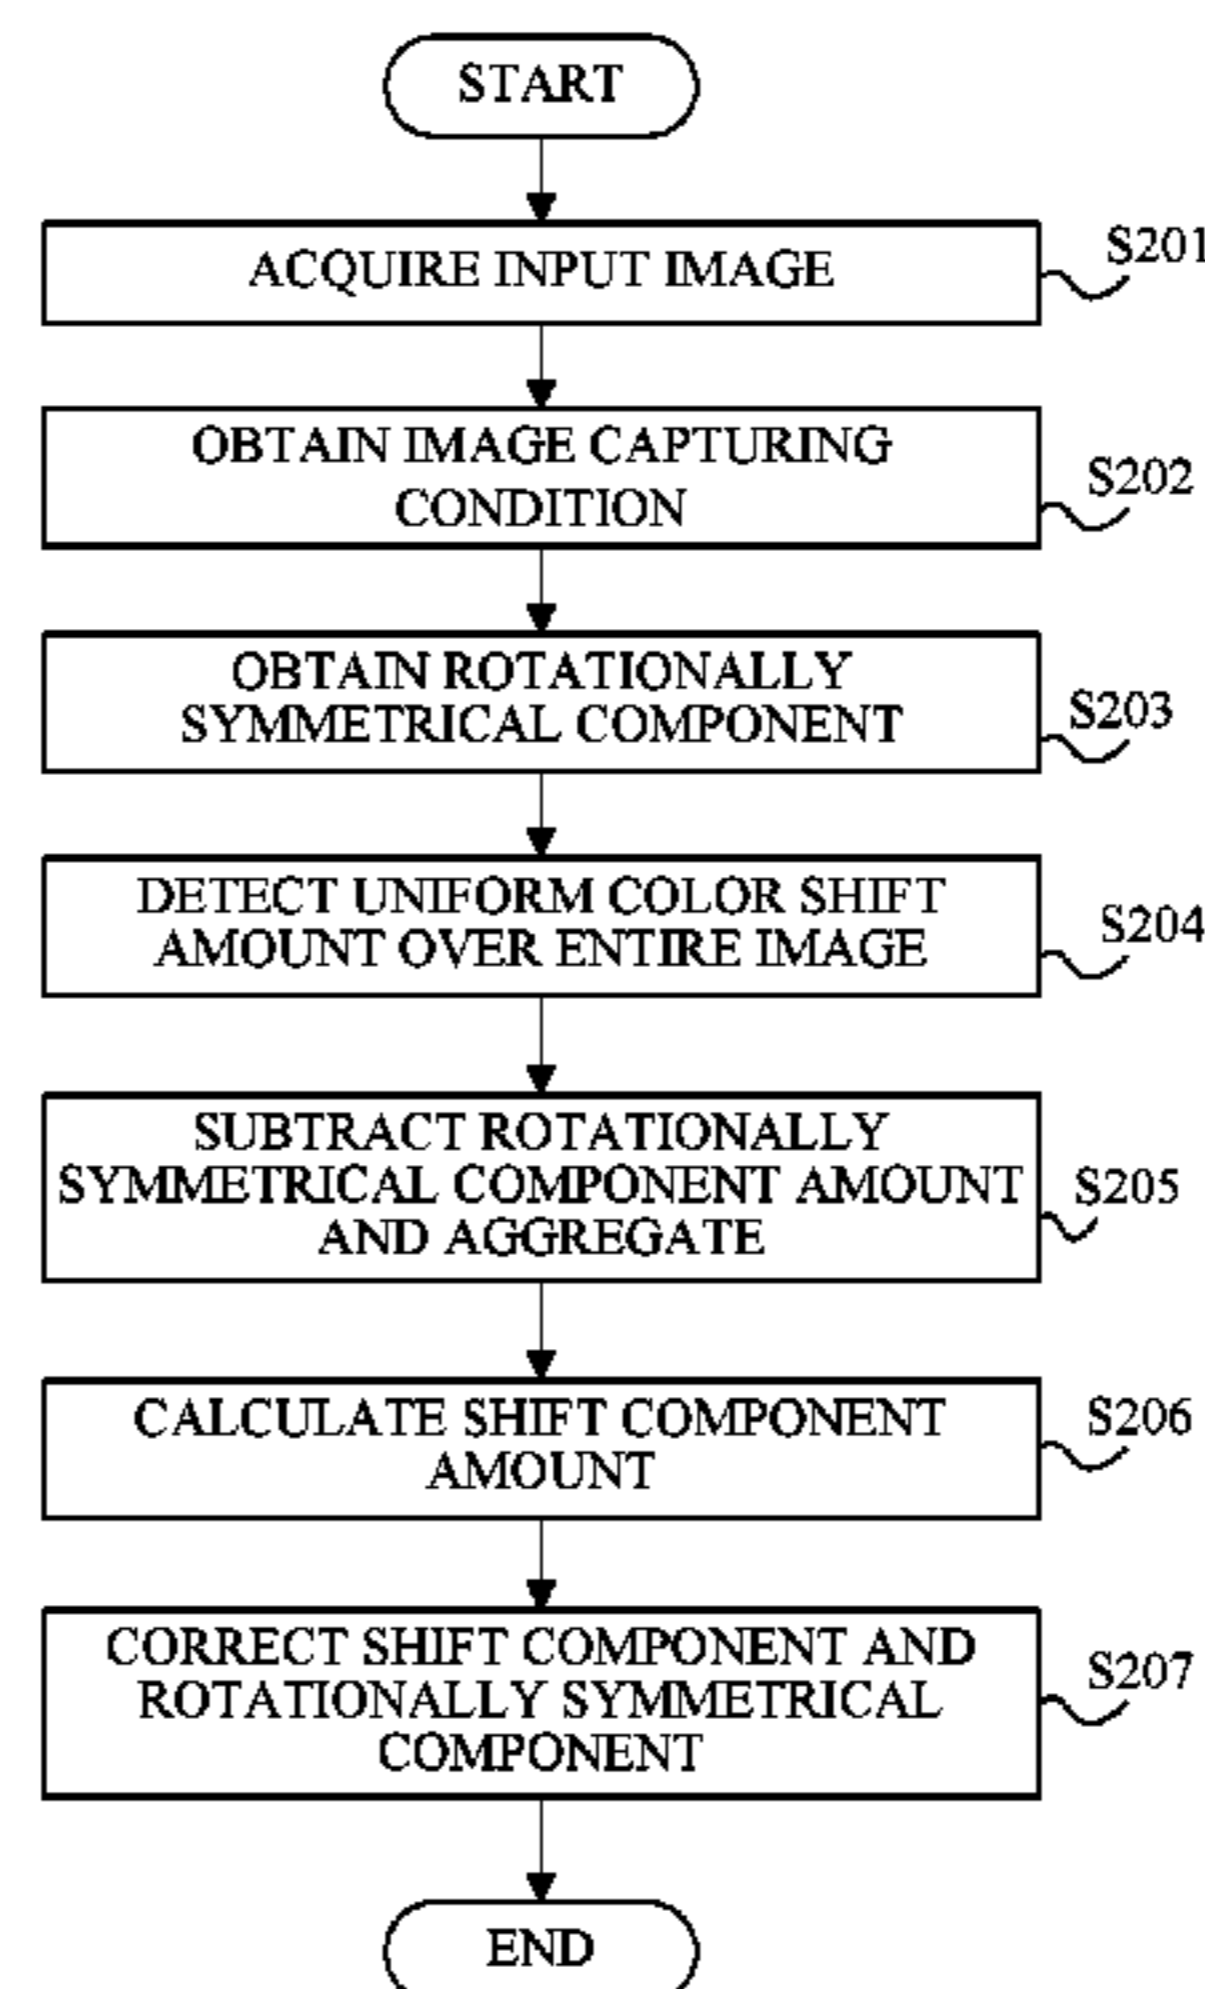 START
ACQUIRE INPUT IMAGE
S201
OBTAIN IMAGE CAPTURING
CONDITION
S202
OBTAIN ROTATIONALLY
SYMMETRICAL COMPONENT
S203
DETECT UNIFORM COLOR SHIFT
AMOUNT OVER ENTIRE IMAGE
S204
SUBTRACT ROTATIONALLY
SYMMETRICAL COMPONENT AMOUNT
AND AGGREGATE
S205
CALCULATE SHIFT COMPONENT
AMOUNT
S206
CORRECT SHIFT COMPONENT AND
ROTATIONALLY SYMMETRICAL
COMPONENT
S207
END